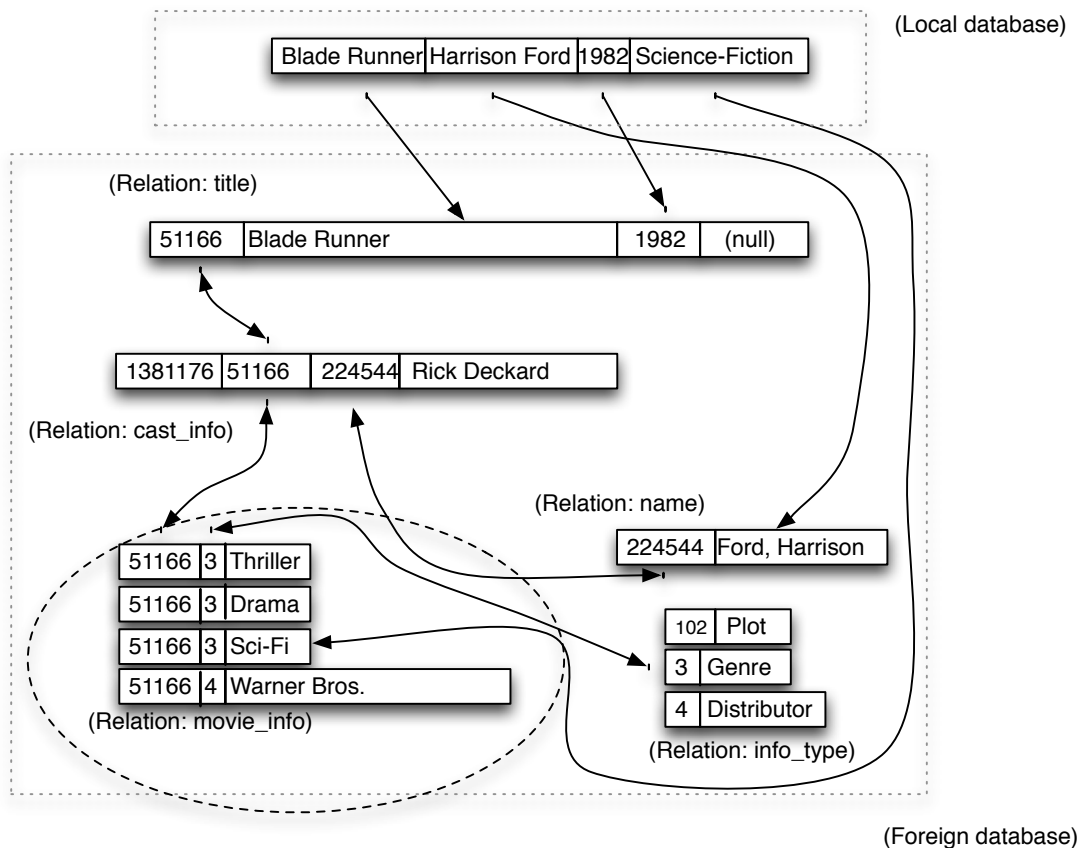 (Local database)
Blade Runner Harrison Ford 1982 Science-Fiction
(Relation: title)
51166 Blade Runner 1982 (null)
1381176 51166 224544 Rick Deckard
(Relation: cast_info)
(Relation: name)
224544 Ford, Harrison
51166 3 Thriller
51166 3 Drama
51166 3 Sci-Fi
51166 4 Warner Bros.
(Relation: movie_info)
102 Plot
3 Genre
4 Distributor
(Relation: info_type)
(Foreign database)